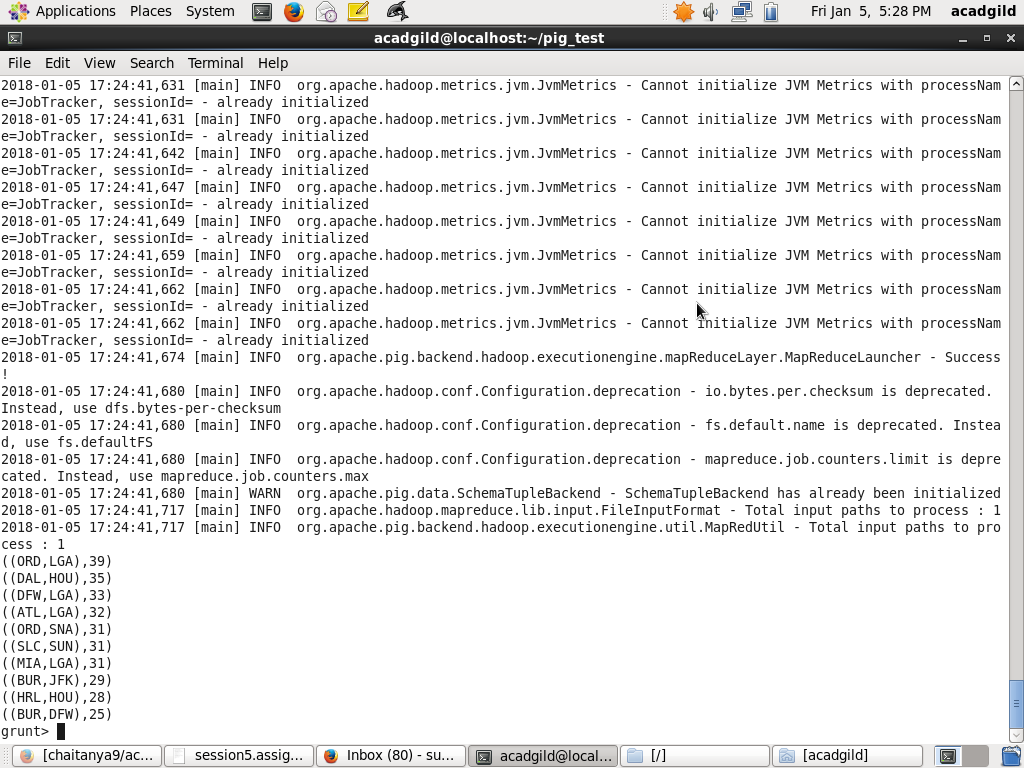 Applications Places System Fri Jan 5, 5:28 PM acadgild
acadgild@localhost:~/pig_test
File Edit View Search Terminal Help
2018-01-05 17:24:41,631 [main] INFO  org.apache.hadoop.metrics.jvm.JvmMetrics - Cannot initialize JVM Metrics with processNam
e=JobTracker, sessionId= - already initialized
2018-01-05 17:24:41,631 [main] INFO  org.apache.hadoop.metrics.jvm.JvmMetrics - Cannot initialize JVM Metrics with processNam
e=JobTracker, sessionId= - already initialized
2018-01-05 17:24:41,642 [main] INFO  org.apache.hadoop.metrics.jvm.JvmMetrics - Cannot initialize JVM Metrics with processNam
e=JobTracker, sessionId= - already initialized
2018-01-05 17:24:41,647 [main] INFO  org.apache.hadoop.metrics.jvm.JvmMetrics - Cannot initialize JVM Metrics with processNam
e=JobTracker, sessionId= - already initialized
2018-01-05 17:24:41,649 [main] INFO  org.apache.hadoop.metrics.jvm.JvmMetrics - Cannot initialize JVM Metrics with processNam
e=JobTracker, sessionId= - already initialized
2018-01-05 17:24:41,659 [main] INFO  org.apache.hadoop.metrics.jvm.JvmMetrics - Cannot initialize JVM Metrics with processNam
e=JobTracker, sessionId= - already initialized
2018-01-05 17:24:41,662 [main] INFO  org.apache.hadoop.metrics.jvm.JvmMetrics - Cannot initialize JVM Metrics with processNam
e=JobTracker, sessionId= - already initialized
2018-01-05 17:24:41,662 [main] INFO  org.apache.hadoop.metrics.jvm.JvmMetrics - Cannot initialize JVM Metrics with processNam
e=JobTracker, sessionId= - already initialized
2018-01-05 17:24:41,674 [main] INFO  org.apache.pig.backend.hadoop.executionengine.mapReduceLayer.MapReduceLauncher - Success
!
2018-01-05 17:24:41,680 [main] INFO  org.apache.hadoop.conf.Configuration.deprecation - io.bytes.per.checksum is deprecated.
Instead, use dfs.bytes-per-checksum
2018-01-05 17:24:41,680 [main] INFO  org.apache.hadoop.conf.Configuration.deprecation - fs.default.name is deprecated. Instea
d, use fs.defaultFS
2018-01-05 17:24:41,680 [main] INFO  org.apache.hadoop.conf.Configuration.deprecation - mapreduce.job.counters.limit is depre
cated. Instead, use mapreduce.job.counters.max
2018-01-05 17:24:41,680 [main] WARN  org.apache.pig.data.SchemaTupleBackend - SchemaTupleBackend has already been initialized
2018-01-05 17:24:41,717 [main] INFO  org.apache.hadoop.mapreduce.lib.input.FileInputFormat - Total input paths to process : 1
2018-01-05 17:24:41,717 [main] INFO  org.apache.pig.backend.hadoop.executionengine.util.MapRedUtil - Total input paths to pro
cess : 1
((ORD,LGA),39)
((DAL,HOU),35)
((DFW,LGA),33)
((ATL,LGA),32)
((ORD,SNA),31)
((SLC,SUN),31)
((MIA,LGA),31)
((BUR,JFK),29)
((HRL,HOU),28)
((BUR,DFW),25)
grunt>
[chaitanya9/ac... session5.assig... Inbox (80) - su... acadgild@local... [/] [acadgild]